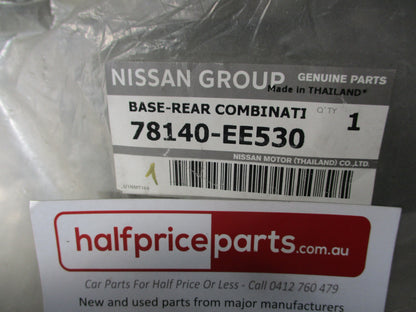 NISSAN GROUP GENUINE PARTS
Made in THAILAND*
BASE-REAR COMBINATI Q'TY 1
78140-EE530
NISSAN MOTOR (THAILAND) CO.,LTD.
1
halfpriceparts.com.au
Car Parts For Half Price Or Less - Call 0412 760 479
New and used parts from major manufacturers